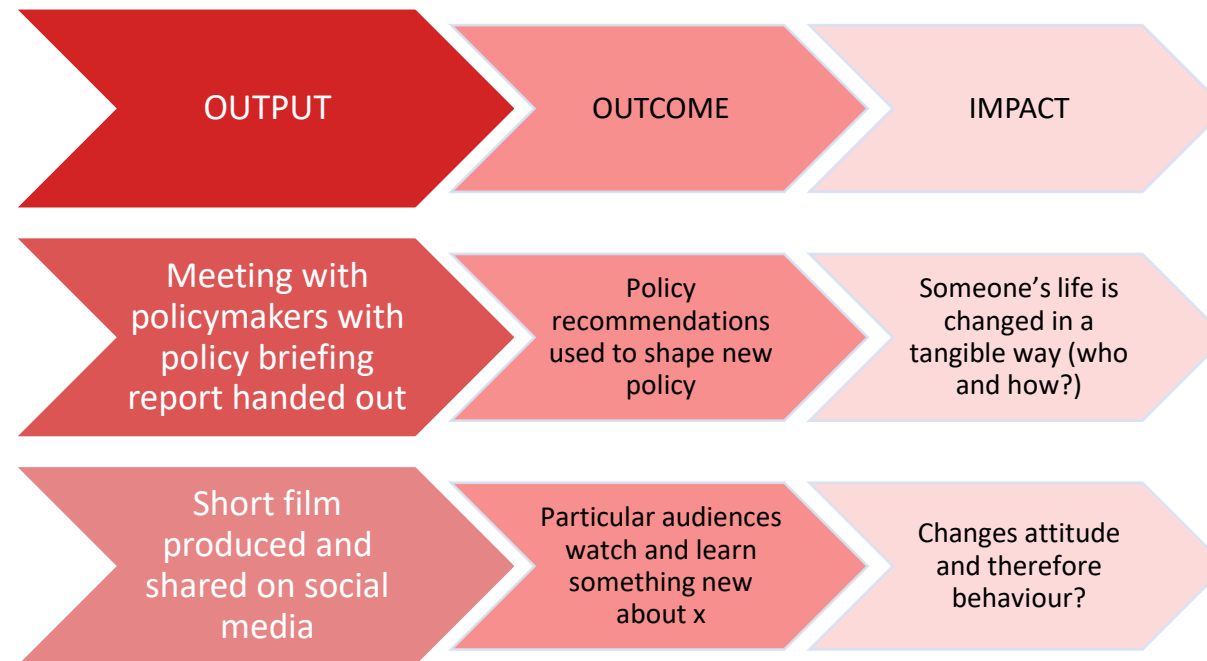 OUTPUT
OUTCOME
IMPACT
Meeting with
policymakers with
policy briefing
report handed out
Policy
recommendations
used to shape new
policy
Someone’s life is
changed in a
tangible way (who
and how?)
Short film
produced and
shared on social
media
Particular audiences
watch and learn
something new
about x
Changes attitude
and therefore
behaviour?